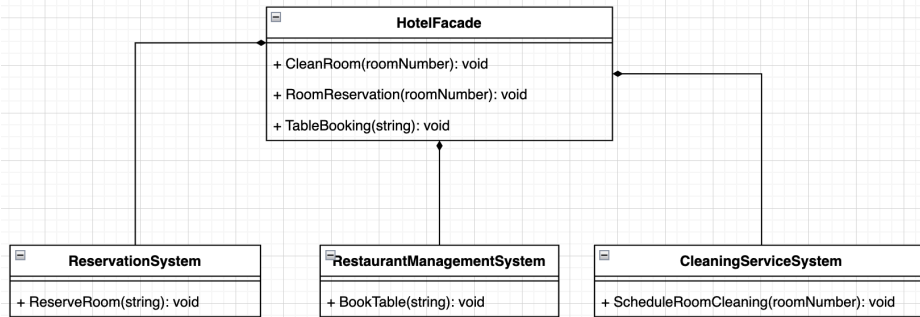 HotelFacade
+ CleanRoom(roomNumber): void
+ RoomReservation(roomNumber): void
+ TableBooking(string): void
ReservationSystem
+ ReserveRoom(string): void
RestaurantManagementSystem
+ BookTable(string): void
CleaningServiceSystem
+ ScheduleRoomCleaning(roomNumber): void